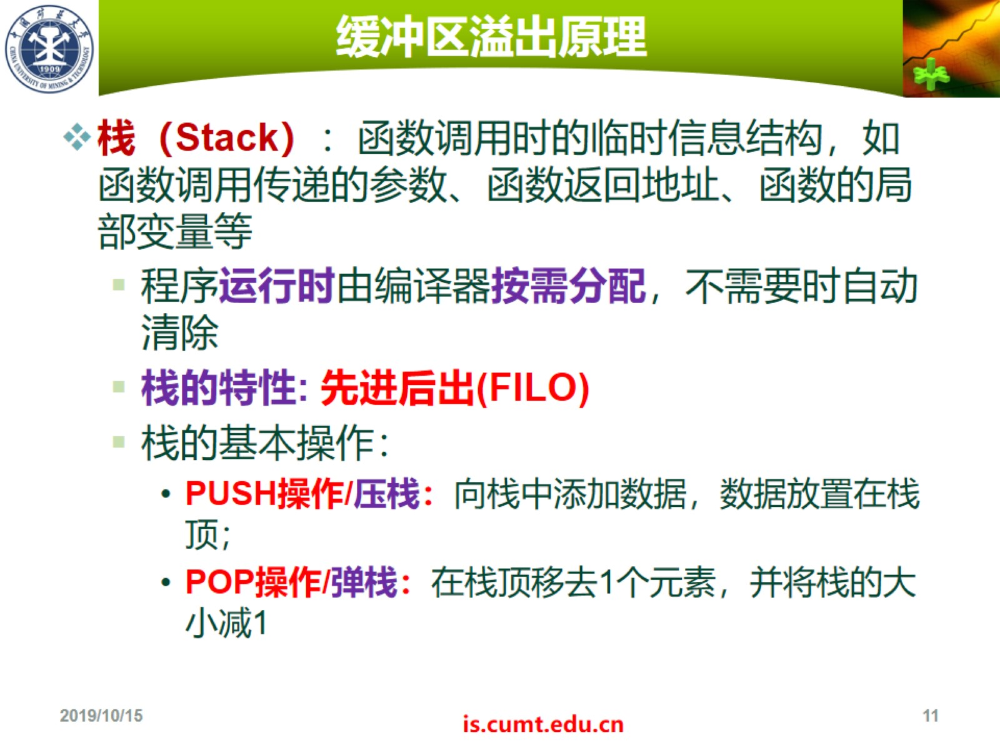 缓冲区溢出原理
中国矿业大学
CHINA UNIVERSITY OF MINING & TECHNOLOGY
1909
栈（Stack）：函数调用时的临时信息结构，如
函数调用传递的参数、函数返回地址、函数的局
部变量等
程序运行时由编译器按需分配，不需要时自动
清除
栈的特性: 先进后出(FILO)
栈的基本操作：
• PUSH操作/压栈：向栈中添加数据，数据放置在栈
顶；
• POP操作/弹栈：在栈顶移去1个元素，并将栈的大
小减1
2019/10/15
is.cumt.edu.cn
11